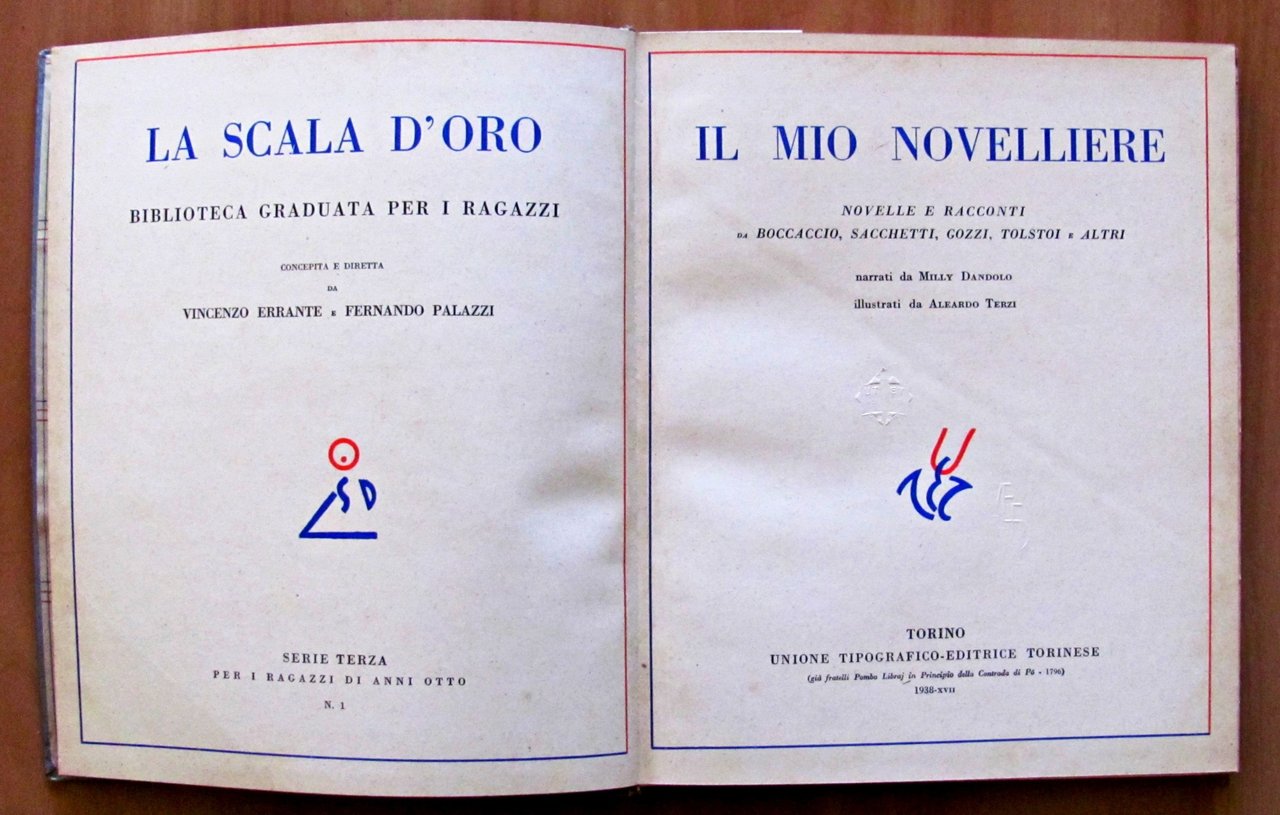 LA SCALA D'ORO
BIBLIOTECA GRADUATA PER I RAGAZZI
CONCEPITA E DIRETTA
DA
VINCENZO ERRANTE E FERNANDO PALAZZI
SD
SERIE TERZA
PER I RAGAZZI DI ANNI OTTO
N. 1
IL MIO NOVELLIERE
NOVELLE E RACCONTI
DA BOCCACCIO, SACCHETTI, GOZZI, TOLSTOI E ALTRI
narrati da MILLY DANDOLO
illustrati da ALEARDO TERZI
TORINO
UNIONE TIPOGRAFICO-EDITRICE TORINESE
(già fratelli Pomba Libraj in Principio della Contrada di Pò - 1796)
1938-XVII